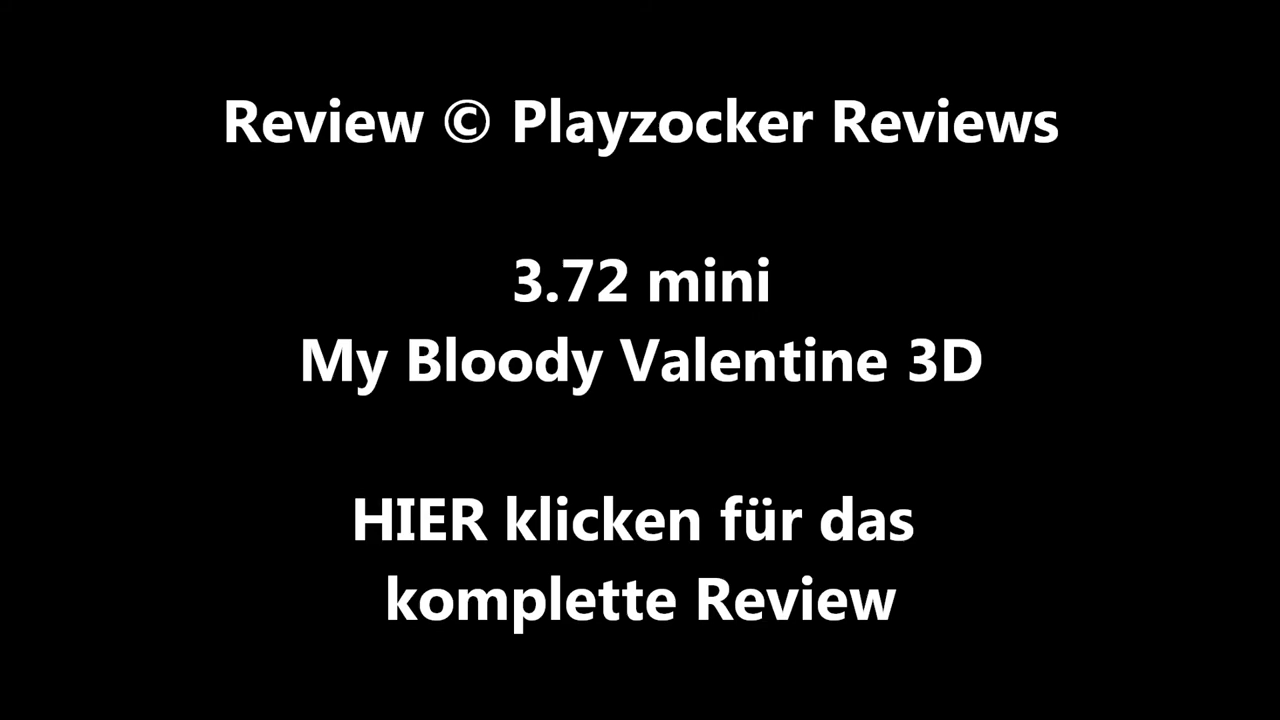 Review © Playzocker Reviews
3.72 mini
My Bloody Valentine 3D
HIER klicken für das
komplette Review